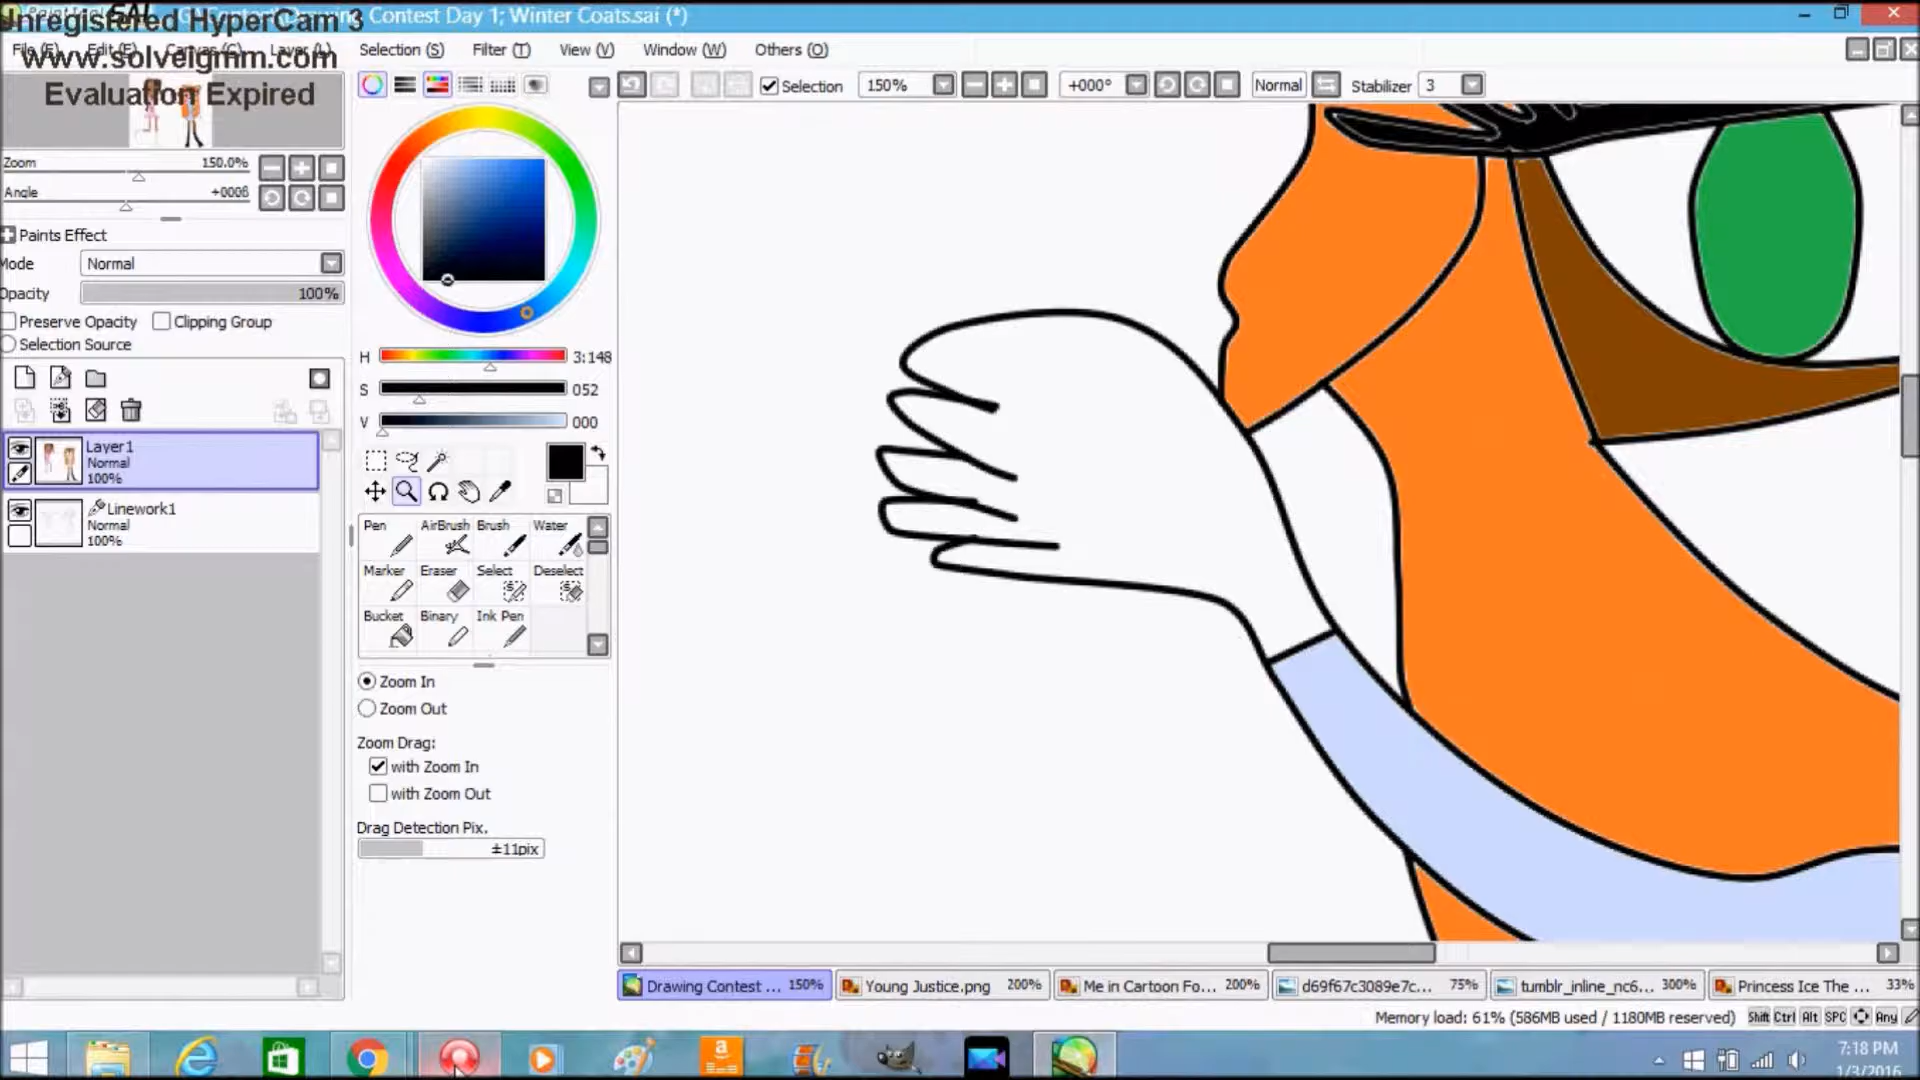 Unregistered HyperCam 3
Contest Day 1; Winter Coats.sai (*)
www.solveigmm.com
Evaluation Expired
Selection (S) Filter (T) View (V) Window (W) Others (O)
Selection 150% +000° Normal Stabilizer 3
Zoom 150.0%
Angle
Paints Effect
Mode Normal
Opacity 100%
Preserve Opacity Clipping Group
Selection Source
Layer1
Normal
100%
Linework1
Normal
100%
H 3:148
S 052
V 000
Pen AirBrush Brush Water
Marker Eraser Select Deselect
Bucket Binary Ink Pen
Zoom In
Zoom Out
Zoom Drag:
with Zoom In
with Zoom Out
Drag Detection Pix.
±11pix
Drawing Contest ... 150%
Young Justice.png 200%
Me in Cartoon Fo... 200%
d69f67c3089e7c... 75%
tumblr_inline_nc6... 300%
Princess Ice The ... 33%
Memory load: 61% (586MB used / 1180MB reserved) Shift Ctrl Alt SPC Any
7:18 PM
1/3/2016